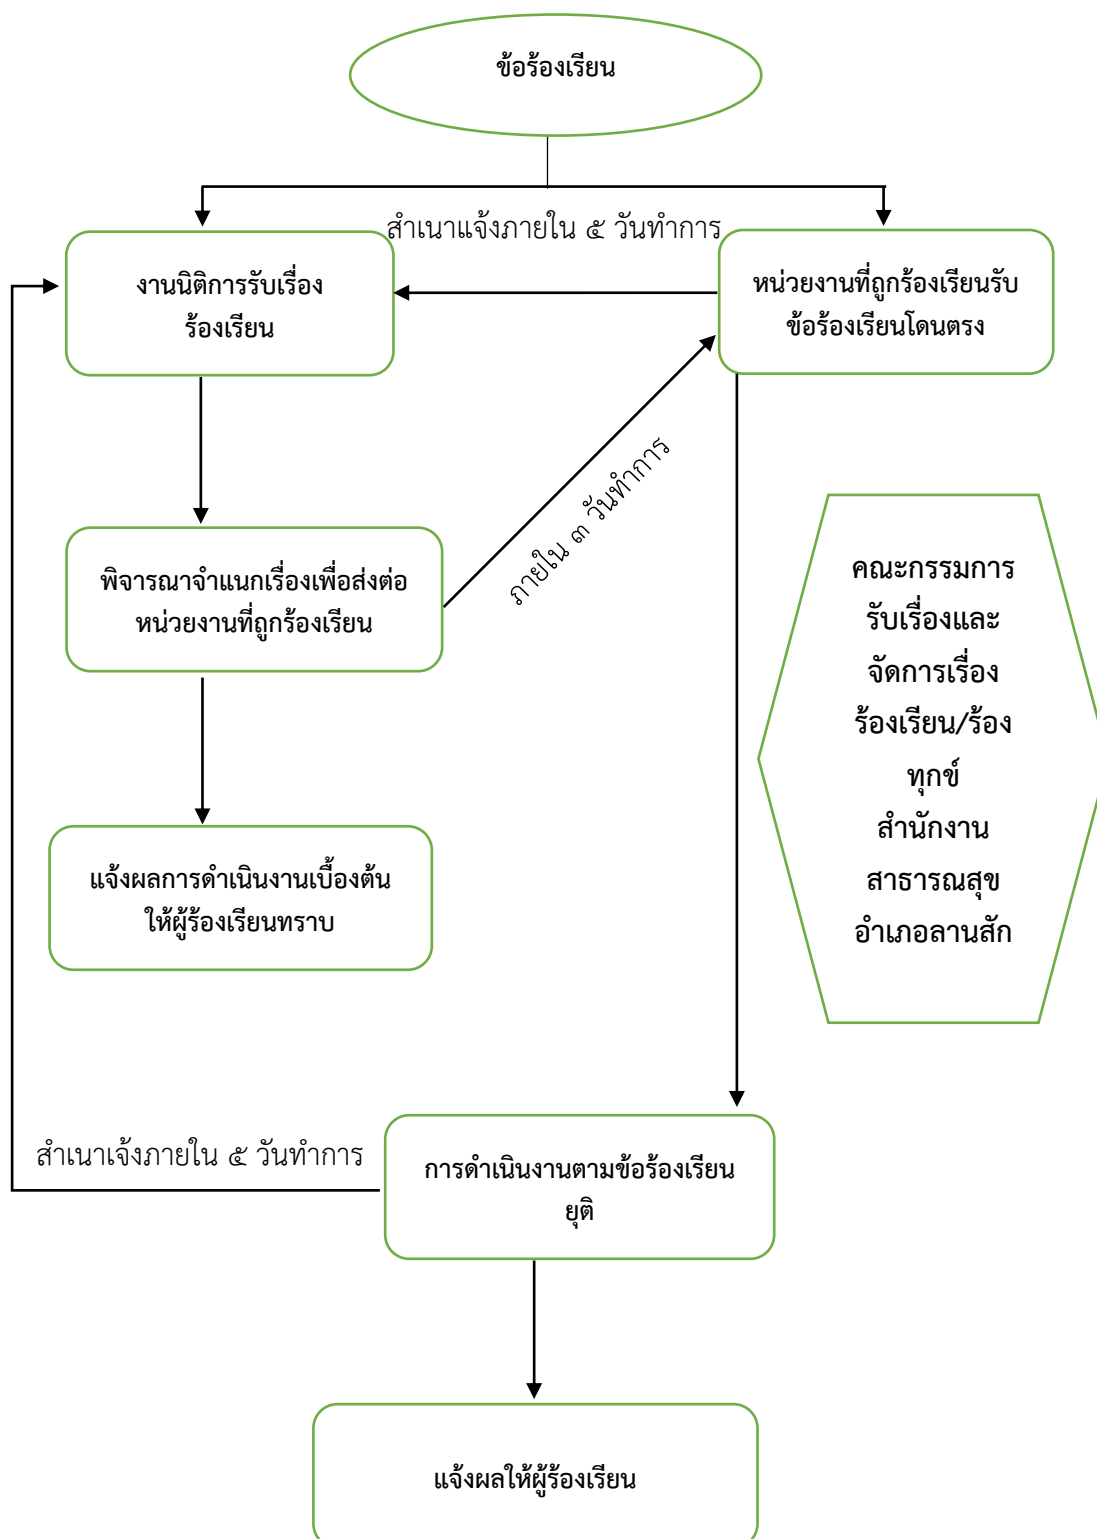 ข้อร้องเรียน
สำเนาแจ้งภายใน ๕ วันทำการ
งานนิติการรับเรื่อง
ร้องเรียน
หน่วยงานที่ถูกร้องเรียนรับ
ข้อร้องเรียนโดนตรง
ภายใน ๓ วันทำการ
พิจารณาจำแนกเรื่องเพื่อส่งต่อ
หน่วยงานที่ถูกร้องเรียน
คณะกรรมการ
รับเรื่องและ
จัดการเรื่อง
ร้องเรียน/ร้อง
ทุกข์
สำนักงาน
สาธารณสุข
อำเภอลานสัก
แจ้งผลการดำเนินงานเบื้องต้น
ให้ผู้ร้องเรียนทราบ
สำเนาเจ้งภายใน ๕ วันทำการ
การดำเนินงานตามข้อร้องเรียน
ยุติ
แจ้งผลให้ผู้ร้องเรียน